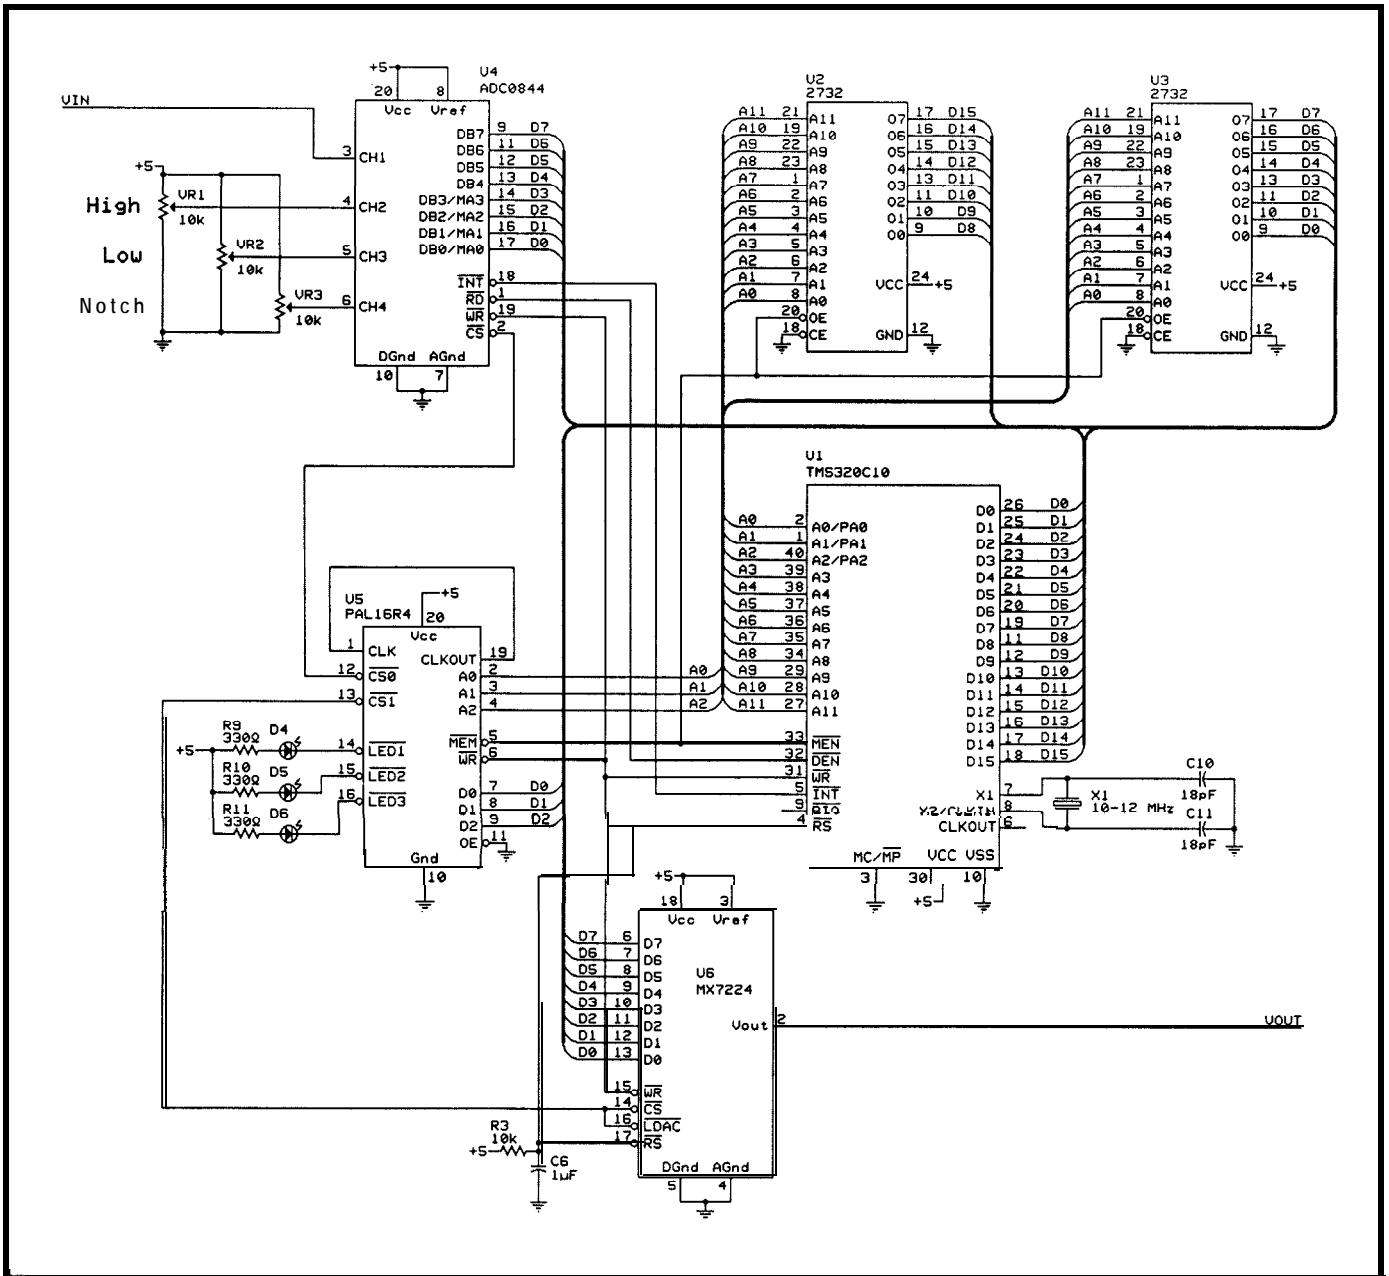 VIN
+5
U4
ADC0844
20 8
Vcc Vref
3 CH1
4 CH2
5 CH3
6 CH4
DB7 9 D7
DB6 11 D6
DB5 12 D5
DB4 13 D4
DB3/MA3 14 D3
DB2/MA2 15 D2
DB1/MA1 16 D1
DB0/MA0 17 D0
INT 18
RD 1
WR 19
CS 2
DGnd AGnd
10 7
+5
High
VR1
10k
Low
VR2
10k
Notch
VR3
10k
U2
2732
A11 21 A11
A10 19 A10
A9 22 A9
A8 23 A8
A7 1 A7
A6 2 A6
A5 3 A5
A4 4 A4
A3 5 A3
A2 6 A2
A1 7 A1
A0 8 A0
20 OE
18 CE
O7 17 D15
O6 16 D14
O5 15 D13
O4 14 D12
O3 13 D11
O2 11 D10
O1 10 D9
O0 9 D8
VCC 24 +5
GND 12
U3
2732
A11 21 A11
A10 19 A10
A9 22 A9
A8 23 A8
A7 1 A7
A6 2 A6
A5 3 A5
A4 4 A4
A3 5 A3
A2 6 A2
A1 7 A1
A0 8 A0
20 OE
18 CE
O7 17 D7
O6 16 D6
O5 15 D5
O4 14 D4
O3 13 D3
O2 11 D2
O1 10 D1
O0 9 D0
VCC 24 +5
GND 12
U1
TMS320C10
A0 2 A0/PA0
A1 1 A1/PA1
A2 40 A2/PA2
A3 39 A3
A4 38 A4
A5 37 A5
A6 36 A6
A7 35 A7
A8 34 A8
A9 29 A9
A10 28 A10
A11 27 A11
33 MEN
32 DEN
31 WR
5 INT
9
4 RS
D0 26 D0
D1 25 D1
D2 24 D2
D3 23 D3
D4 22 D4
D5 21 D5
D6 20 D6
D7 19 D7
D8 11 D8
D9 12 D9
D10 13 D10
D11 14 D11
D12 15 D12
D13 16 D13
D14 17 D14
D15 18 D15
X1 7
8
CLKOUT 6
MC/MP VCC VSS
3 30 10
+5
X1
10-12 MHz
C10
18pF
C11
18pF
U5
PAL16R4
+5
20
Vcc
1 CLK
12 CS0
13 CS1
14 LED1
15 LED2
16 LED3
CLKOUT 19
A0 2 A0
A1 3 A1
A2 4 A2
MEM 5
WR 6
D0 7 D0
D1 8 D1
D2 9 D2
OE 11
Gnd
10
+5
R9
330Ω
D4
R10
330Ω
D5
R11
330Ω
D6
+5
18 3
Vcc Vref
U6
MX7224
D7 6 D7
D6 7 D6
D5 8 D5
D4 9 D4
D3 10 D3
D2 11 D2
D1 12 D1
D0 13 D0
15 WR
14 CS
16 LDAC
17 RS
Vout 2
VOUT
DGnd AGnd
5 4
R3
10k
+5
C6
1µF